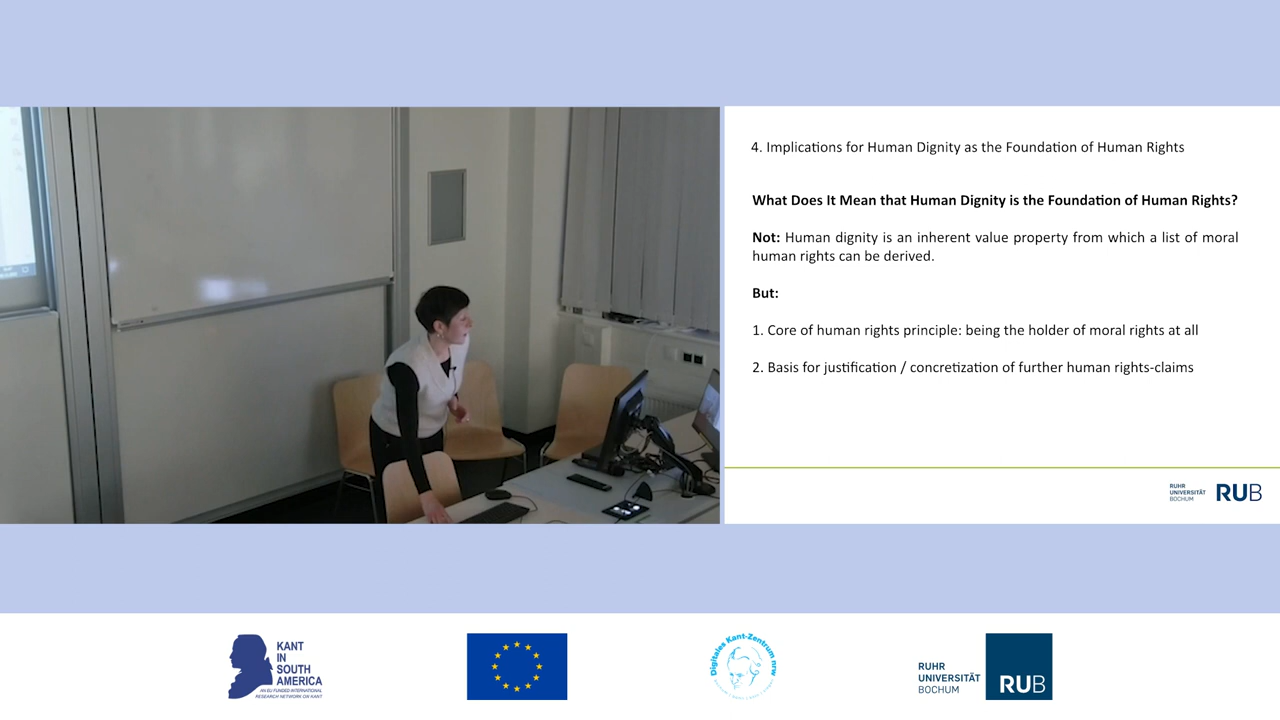 4. Implications for Human Dignity as the Foundation of Human Rights
What Does It Mean that Human Dignity is the Foundation of Human Rights?
Not: Human dignity is an inherent value property from which a list of moral
human rights can be derived.
But:
1. Core of human rights principle: being the holder of moral rights at all
2. Basis for justification / concretization of further human rights-claims
RUHR
UNIVERSITÄT
BOCHUM
RUB
KANT
IN
SOUTH
AMERICA
AN EU FUNDED INTERNATIONAL
RESEARCH NETWORK ON KANT
Digitales Kant-Zentrum nrw
RUHR
UNIVERSITÄT
BOCHUM
RUB